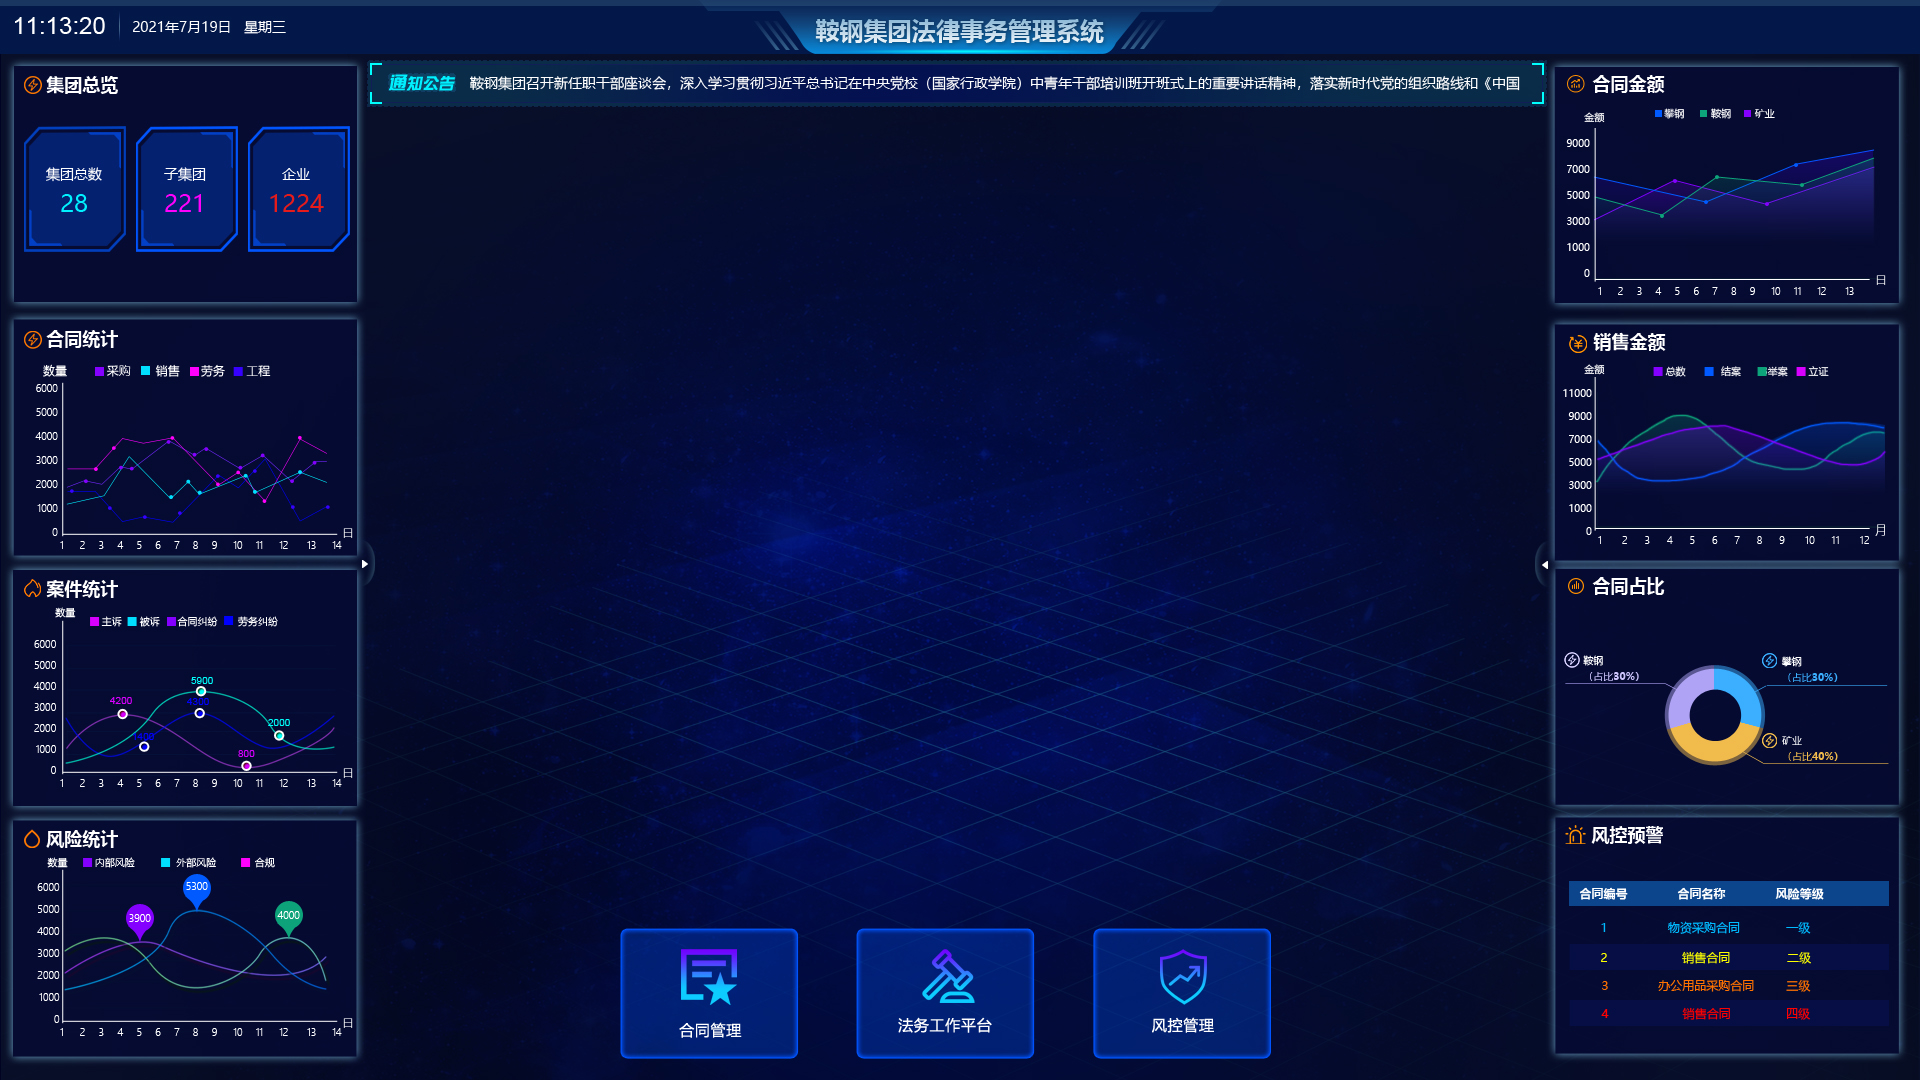 11:13:20
2021年7月19日 星期三
鞍钢集团法律事务管理系统
通知公告
鞍钢集团召开新任职干部座谈会，深入学习贯彻习近平总书记在中央党校（国家行政学院）中青年干部培训班开班式上的重要讲话精神，落实新时代党的组织路线和《中国
集团总览
集团总数
28
子集团
221
企业
1224
合同统计
数量 采购 销售 劳务 工程
6000
5000
4000
3000
2000
1000
0
日
1 2 3 4 5 6 7 8 9 10 11 12 13 14
案件统计
数量
主诉 被诉 合同纠纷 劳务纠纷
6000
5000
4000
3000
2000
1000
0
5900
4200
2000
800
日
1 2 3 4 5 6 7 8 9 10 11 12 13 14
风险统计
数量 内部风险 外部风险 合规
6000
5000
4000
3000
2000
1000
0
5300
3900
4000
日
1 2 3 4 5 6 7 8 9 10 11 12 13 14
合同管理
法务工作平台
风控管理
合同金额
金额
攀钢 鞍钢 矿业
9000
7000
5000
3000
1000
0
日
1 2 3 4 5 6 7 8 9 10 11 12 13
销售金额
金额
总数 结案 举案 立证
11000
9000
7000
5000
3000
1000
0
月
1 2 3 4 5 6 7 8 9 10 11 12
合同占比
鞍钢
（占比30%）
攀钢
（占比30%）
矿业
（占比40%）
风控预警
合同编号 合同名称 风险等级
1 物资采购合同 一级
2 销售合同 二级
3 办公用品采购合同 三级
4 销售合同 四级